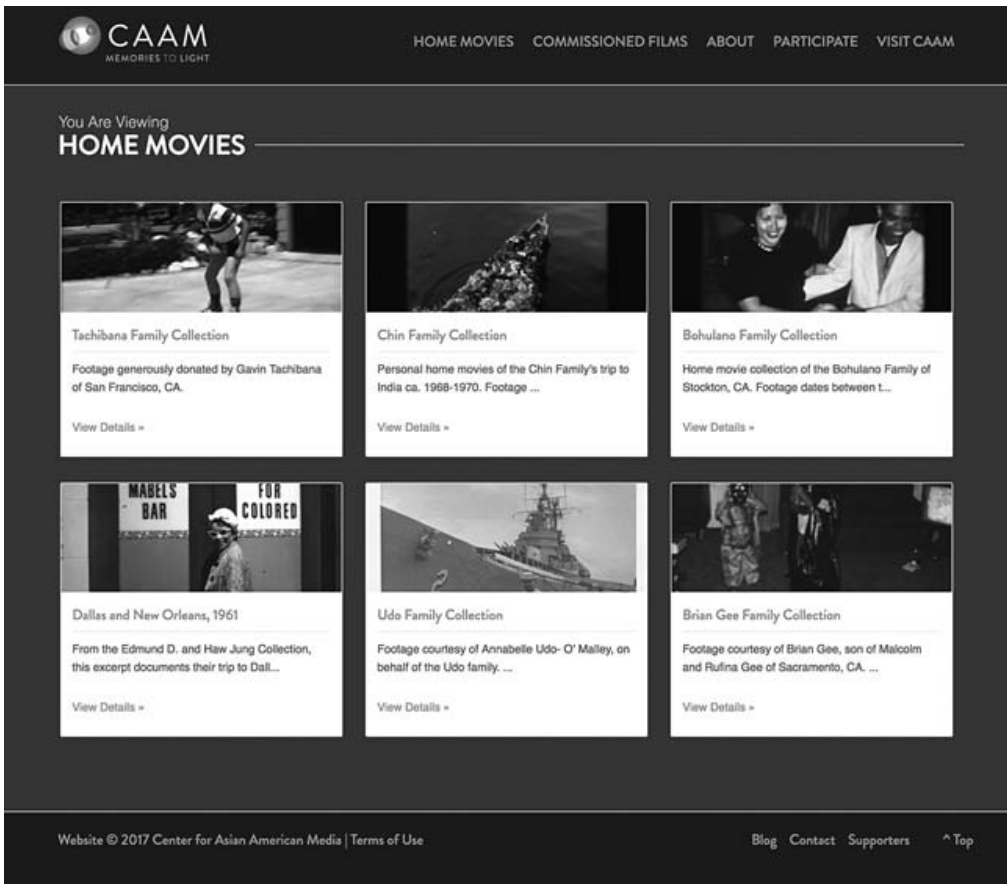 CAAM
MEMORIES TO LIGHT
HOME MOVIES COMMISSIONED FILMS ABOUT PARTICIPATE VISIT CAAM
You Are Viewing
HOME MOVIES
Tachibana Family Collection
Footage generously donated by Gavin Tachibana
of San Francisco, CA.
View Details »
Chin Family Collection
Personal home movies of the Chin Family's trip to
India ca. 1968-1970. Footage ...
View Details »
Bohulano Family Collection
Home movie collection of the Bohulano Family of
Stockton, CA. Footage dates between t...
View Details »
MABELS
BAR
FOR
COLORED
Dallas and New Orleans, 1961
From the Edmund D. and Haw Jung Collection,
this excerpt documents their trip to Dall...
View Details »
Udo Family Collection
Footage courtesy of Annabelle Udo- O' Malley, on
behalf of the Udo family. ...
View Details »
Brian Gee Family Collection
Footage courtesy of Brian Gee, son of Malcolm
and Rufina Gee of Sacramento, CA. ...
View Details »
Website © 2017 Center for Asian American Media | Terms of Use
Blog Contact Supporters ^ Top